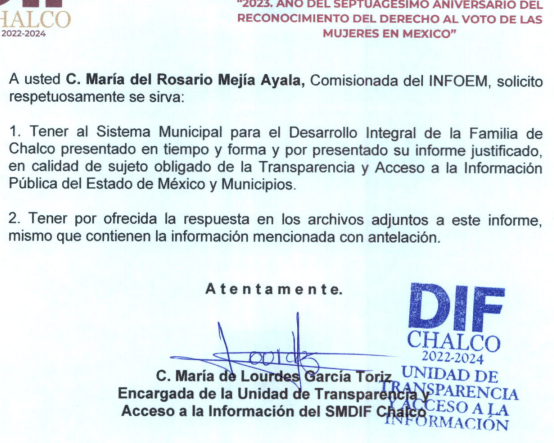 DIF
CHALCO
2022-2024
"2023. AÑO DEL SEPTUAGÉSIMO ANIVERSARIO DEL
RECONOCIMIENTO DEL DERECHO AL VOTO DE LAS
MUJERES EN MEXICO"
A usted C. María del Rosario Mejía Ayala, Comisionada del INFOEM, solicito
respetuosamente se sirva:
1. Tener al Sistema Municipal para el Desarrollo Integral de la Familia de
Chalco presentado en tiempo y forma y por presentado su informe justificado,
en calidad de sujeto obligado de la Transparencia y Acceso a la Información
Pública del Estado de México y Municipios.
2. Tener por ofrecida la respuesta en los archivos adjuntos a este informe,
mismo que contienen la información mencionada con antelación.
Atentamente.
C. María de Lourdes García Toriz
Encargada de la Unidad de Transparencia y
Acceso a la Información del SMDIF Chalco
DIF
CHALCO
2022-2024
UNIDAD DE
TRANSPARENCIA
Y ACCESO A LA
INFORMACIÓN